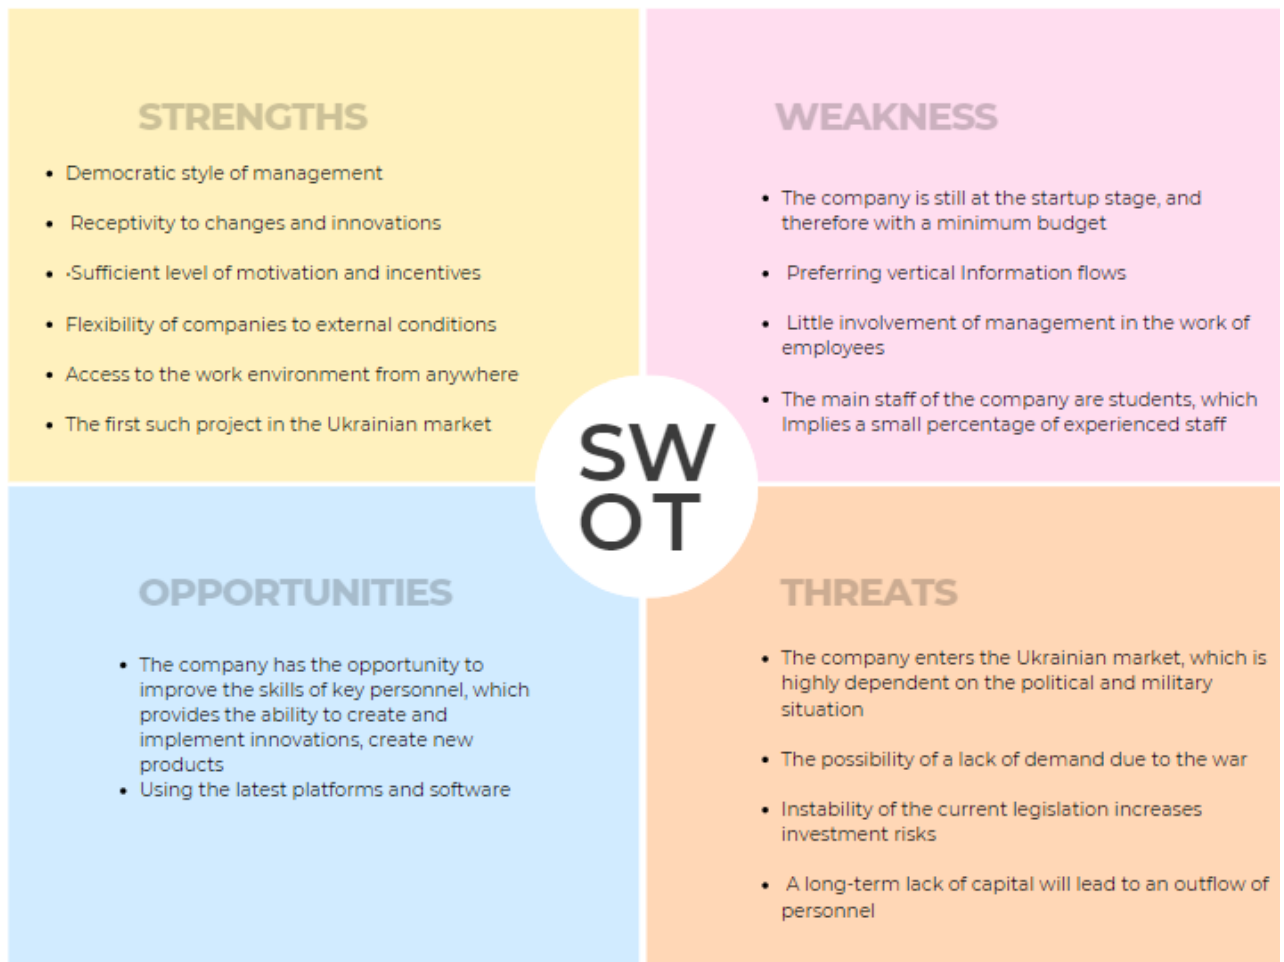 STRENGTHS
• Democratic style of management
• Receptivity to changes and innovations
• •Sufficient level of motivation and incentives
• Flexibility of companies to external conditions
• Access to the work environment from anywhere
• The first such project in the Ukrainian market
WEAKNESS
• The company is still at the startup stage, and
therefore with a minimum budget
• Preferring vertical Information flows
• Little involvement of management in the work of
employees
• The main staff of the company are students, which
Implies a small percentage of experienced staff
SW
OT
OPPORTUNITIES
• The company has the opportunity to
improve the skills of key personnel, which
provides the ability to create and
implement innovations, create new
products
• Using the latest platforms and software
THREATS
• The company enters the Ukrainian market, which is
highly dependent on the political and military
situation
• The possibility of a lack of demand due to the war
• Instability of the current legislation increases
investment risks
• A long-term lack of capital will lead to an outflow of
personnel